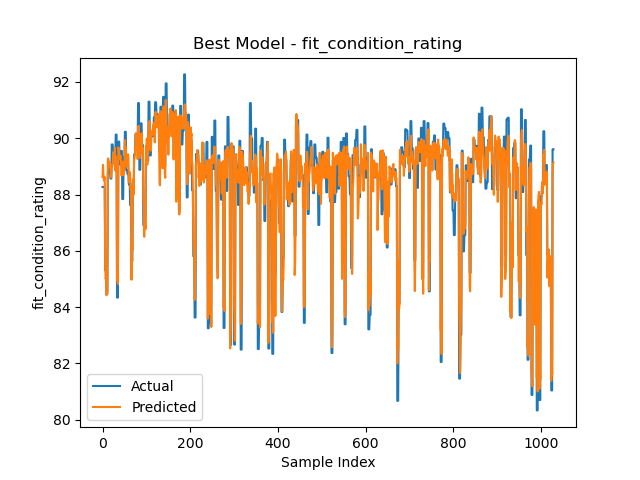 Best Model - fit_condition_rating
fit_condition_rating
92
90
88
86
84
82
80
Actual
Predicted
0
200
400
600
800
1000
Sample Index